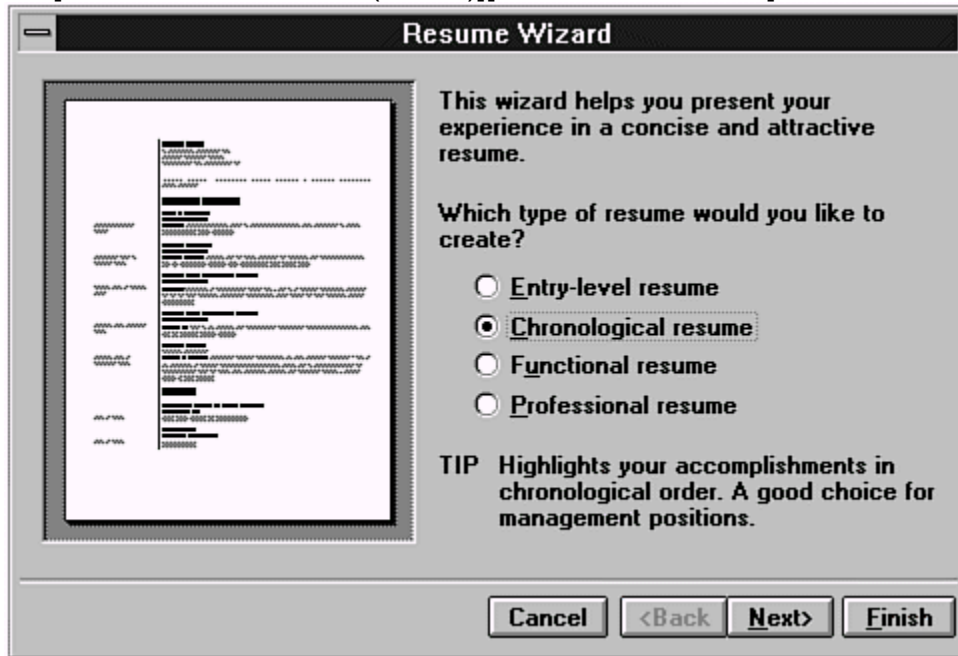 Resume Wizard
This wizard helps you present your
experience in a concise and attractive
resume.
Which type of resume would you like to
create?
Entry-level resume
Chronological resume
Functional resume
Professional resume
TIP Highlights your accomplishments in
chronological order. A good choice for
management positions.
Cancel <Back Next> Finish